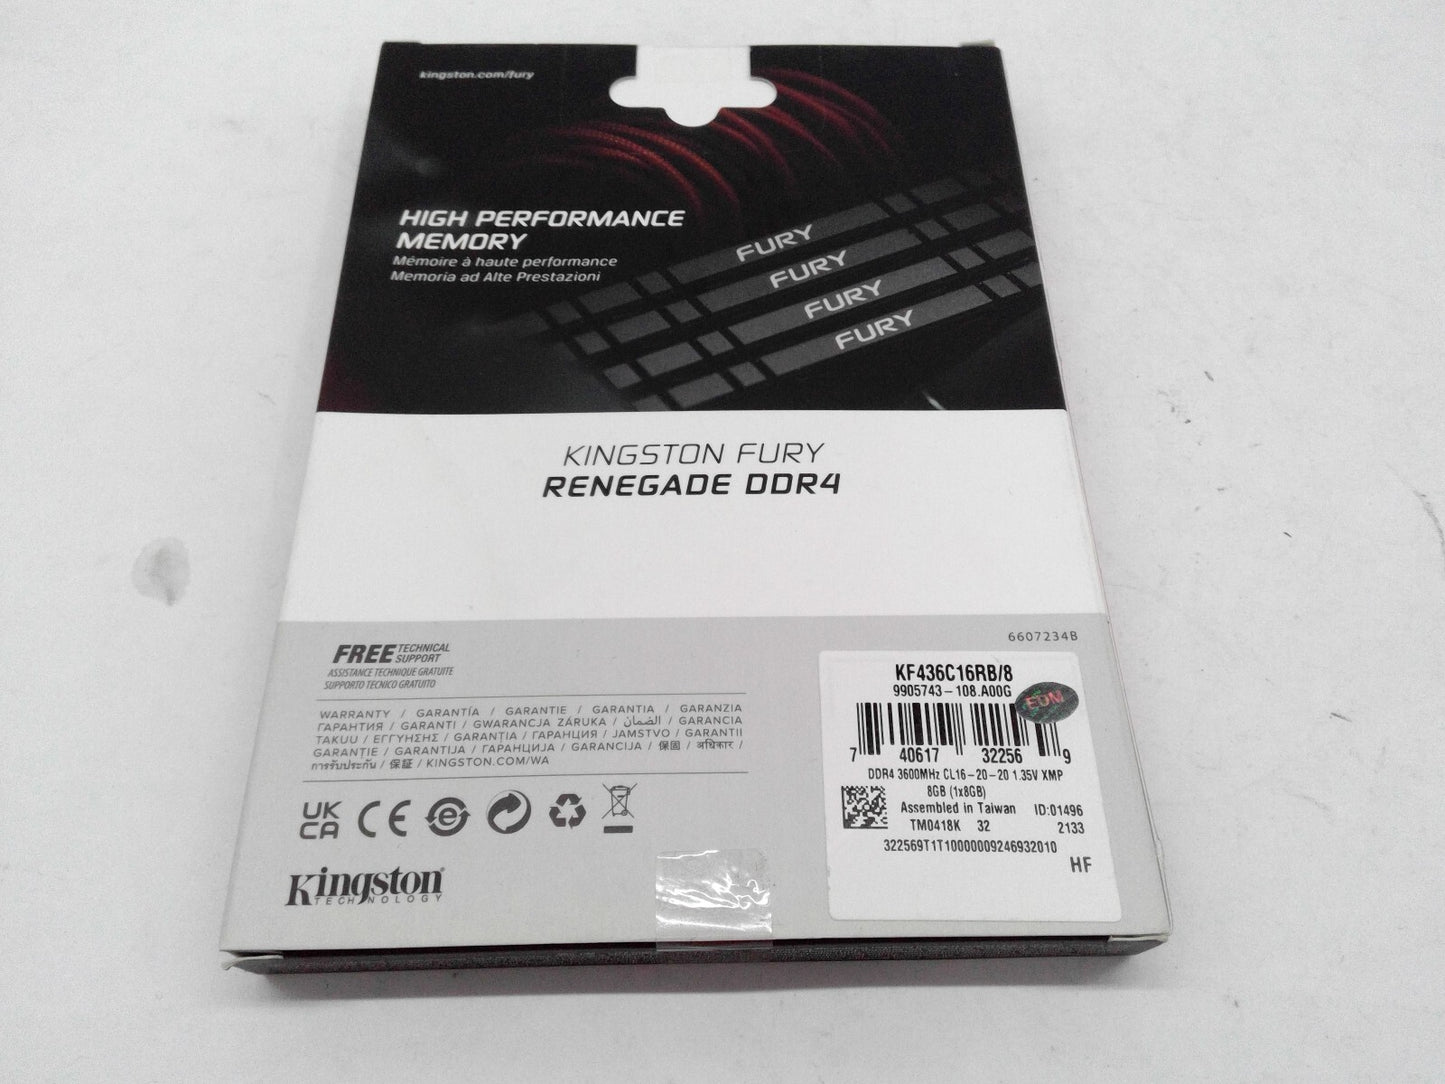 kingston.com/fury
HIGH PERFORMANCE
MEMORY
Mémoire à haute performance
Memoria ad Alte Prestazioni
FURY
FURY
FURY
FURY
KINGSTON FURY
RENEGADE DDR4
6607234B
FREE TECHNICAL SUPPORT
ASSISTANCE TECHNIQUE GRATUITE
SUPPORTO TECNICO GRATUITO
WARRANTY / GARANTÍA / GARANTIE / GARANTIA / GARANZIA
ГАРАНТИЯ / GARANTI / GWARANCJA ZÁRUKA / الضمان / GARANCIA
TAKUU / ΕΓΓΥΗΣΗΣ / GARANTIA / ГАРАНЦИЯ / JAMSTVO / GARANTII
GARANȚIE / GARANTIJA / ГАРАНЦИЈА / GARANCIJA / 保固 / अधिकार /
การรับประกัน / 保証 / KINGSTON.COM/WA
UK
CA CE e
Kingston
TECHNOLOGY
KF436C16RB/8
9905743-108.A00G
EDM
7 40617 32256 9
DDR4 3600MHz CL16-20-20 1.35V XMP
8GB (1x8GB)
Assembled in Taiwan ID:01496
TM0418K 32 2133
322569T1T10000009246932010
HF